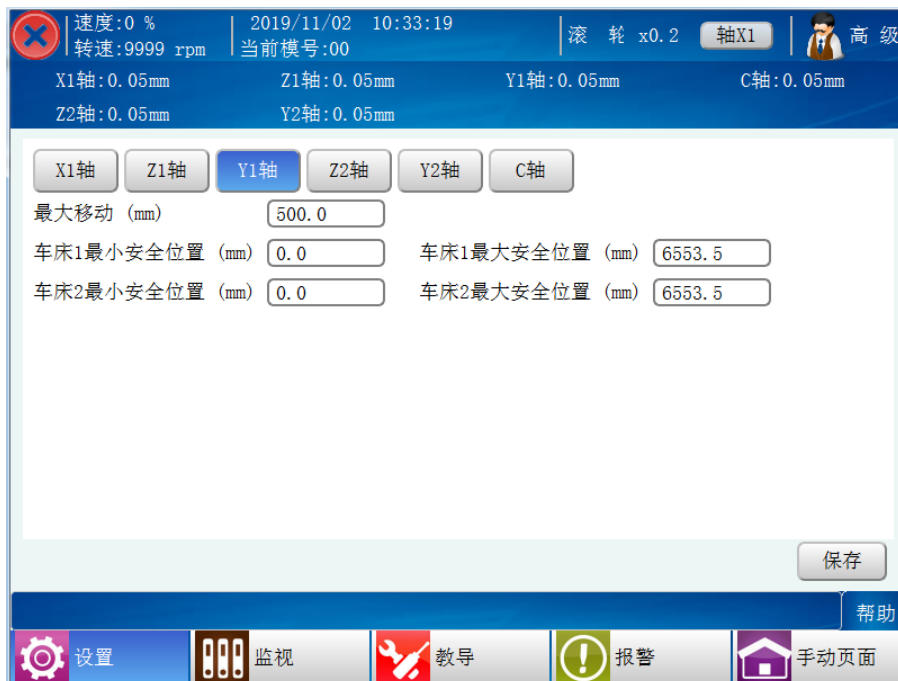 速度:0 % 2019/11/02 10:33:19 滚 轮 x0.2 轴X1 高 级
转速:9999 rpm 当前模号:00
X1轴:0.05mm Z1轴:0.05mm Y1轴:0.05mm C轴:0.05mm
Z2轴:0.05mm Y2轴:0.05mm
X1轴 Z1轴 Y1轴 Z2轴 Y2轴 C轴
最大移动 (mm) 500.0
车床1最小安全位置 (mm) 0.0 车床1最大安全位置 (mm) 6553.5
车床2最小安全位置 (mm) 0.0 车床2最大安全位置 (mm) 6553.5
保存
帮助
设置 监视 教导 报警 手动页面